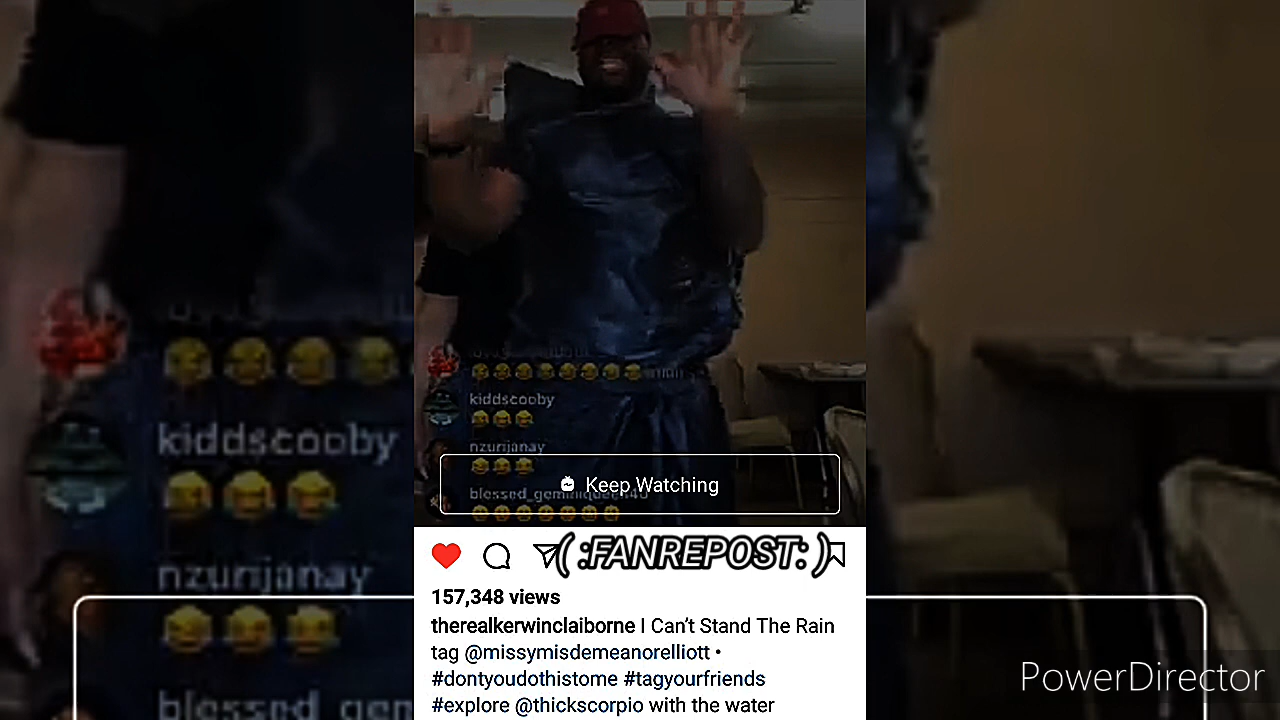 kiddscooby
nzurijanay
Keep Watching
(:FANREPOST:)
157,348 views
therealkerwinclaiborne I Can't Stand The Rain
tag @missymisdemeanorelliott •
#dontyoudothistome #tagyourfriends
#explore @thickscorpio with the water
kiddscooby
nzurijanay
blessed_gem
PowerDirector